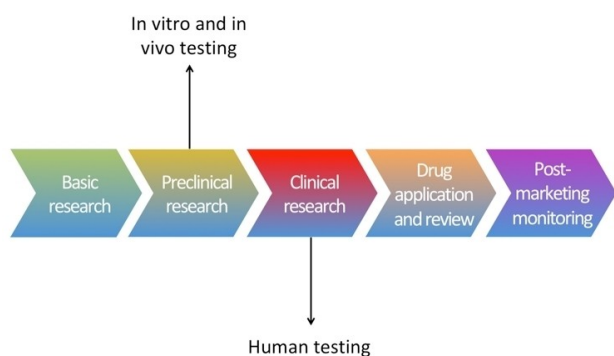 In vitro and in
vivo testing
Basic
research
Preclinical
research
Clinical
research
Drug
application
and review
Post-
marketing
monitoring
Human testing